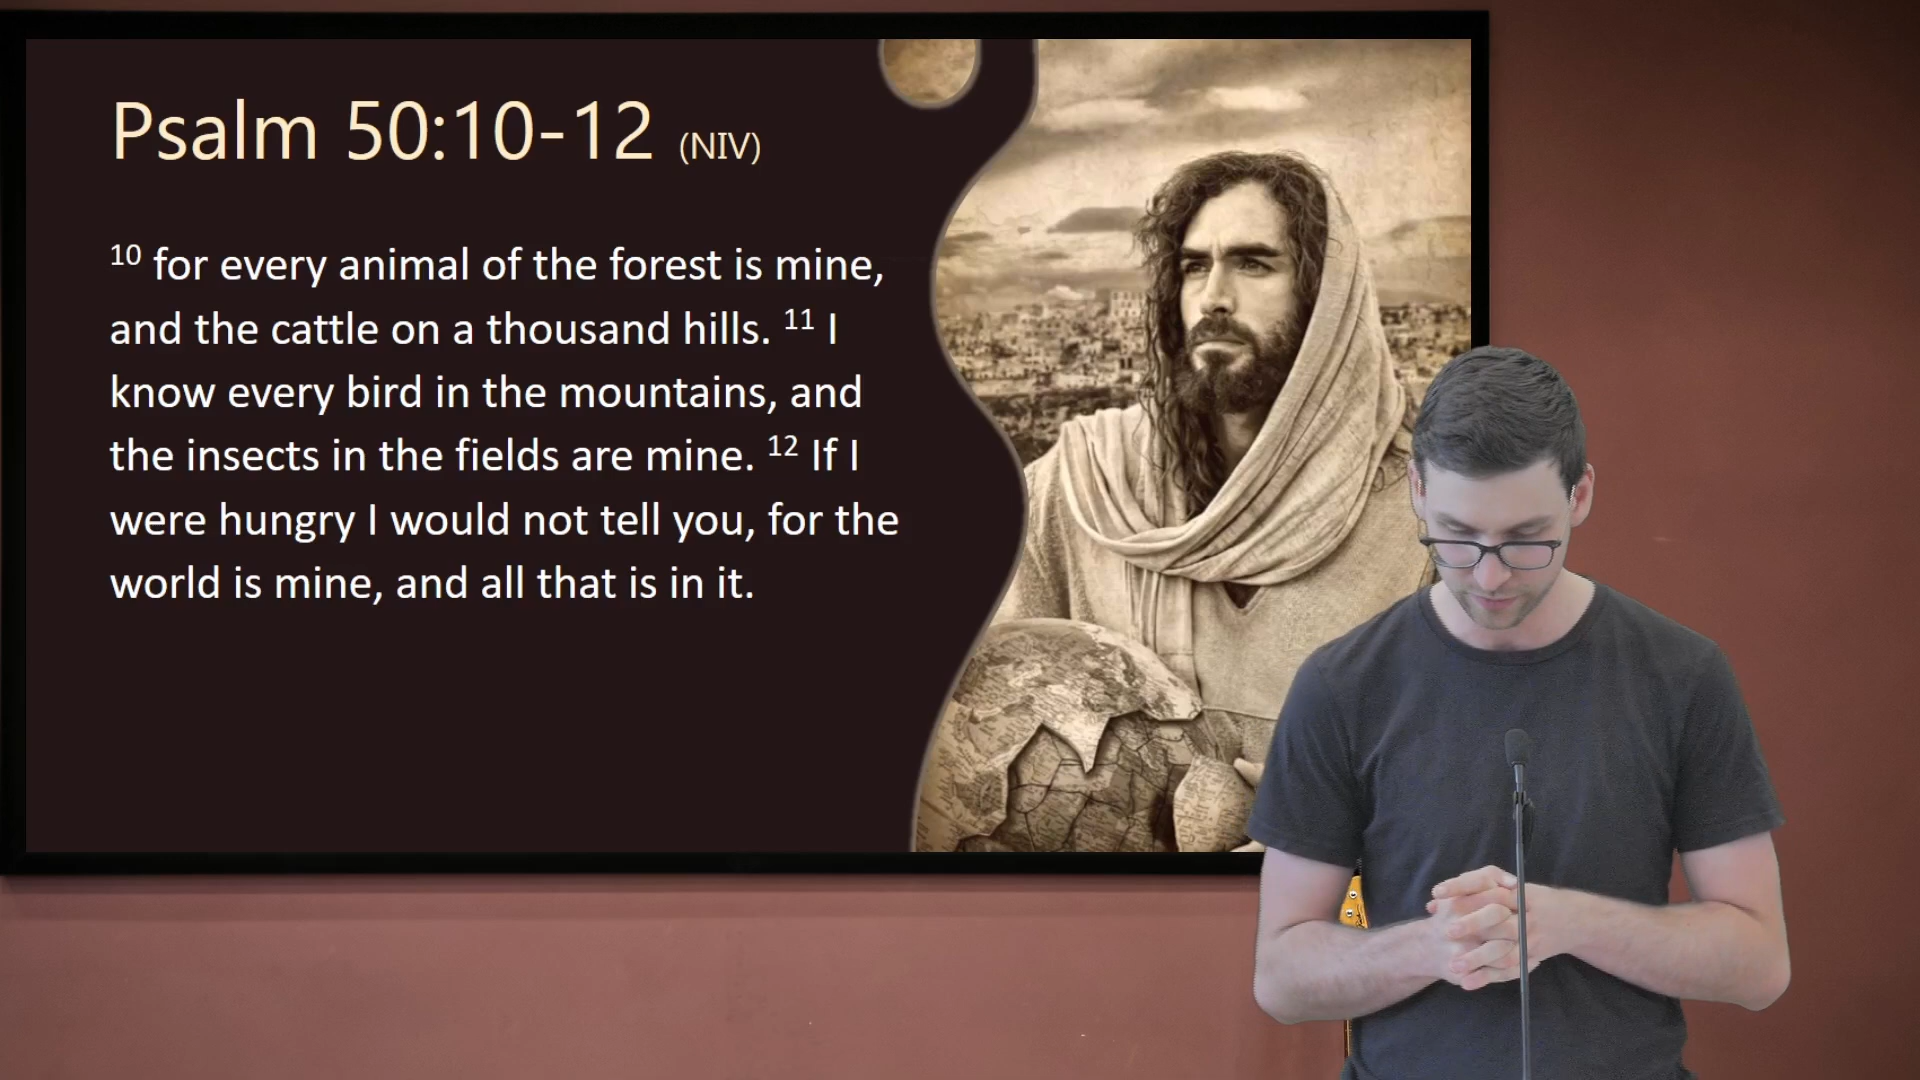 Psalm 50:10-12 (NIV)
10 for every animal of the forest is mine,
and the cattle on a thousand hills. 11 I
know every bird in the mountains, and
the insects in the fields are mine. 12 If I
were hungry I would not tell you, for the
world is mine, and all that is in it.